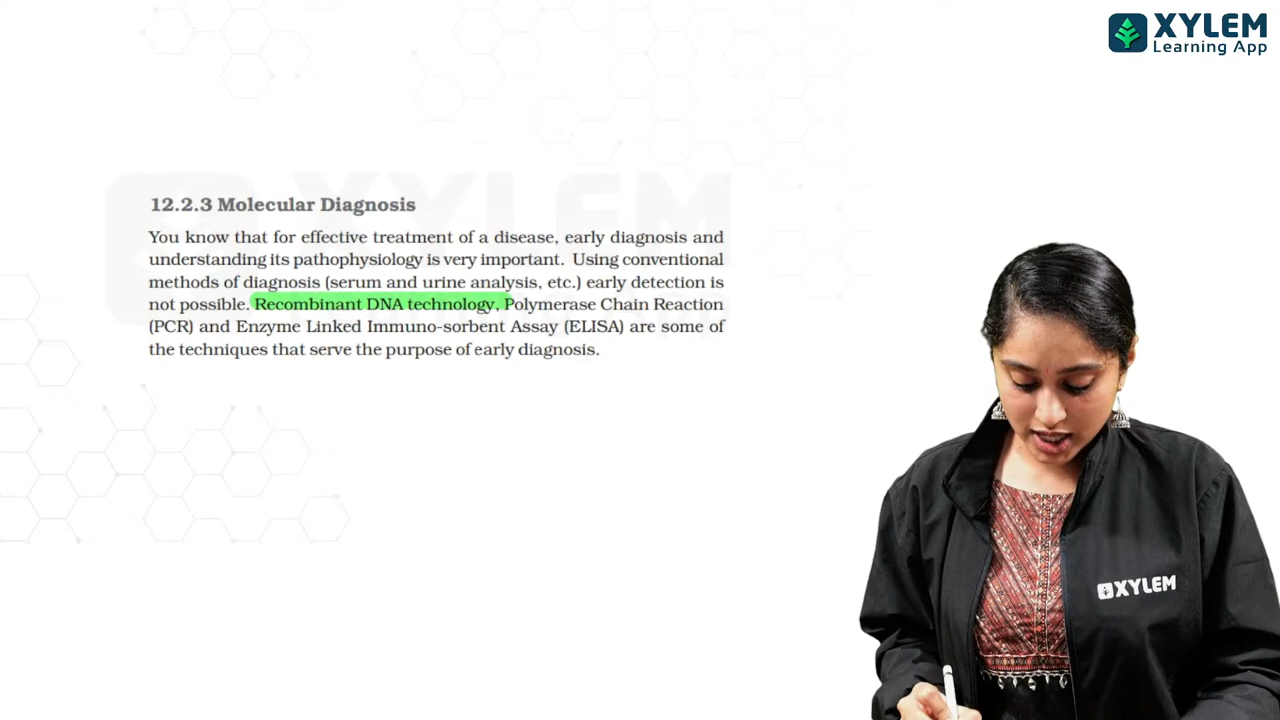 XYLEM
Learning App
XYLEM
12.2.3 Molecular Diagnosis
You know that for effective treatment of a disease, early diagnosis and
understanding its pathophysiology is very important. Using conventional
methods of diagnosis (serum and urine analysis, etc.) early detection is
not possible. Recombinant DNA technology, Polymerase Chain Reaction
(PCR) and Enzyme Linked Immuno-sorbent Assay (ELISA) are some of
the techniques that serve the purpose of early diagnosis.
XYLEM